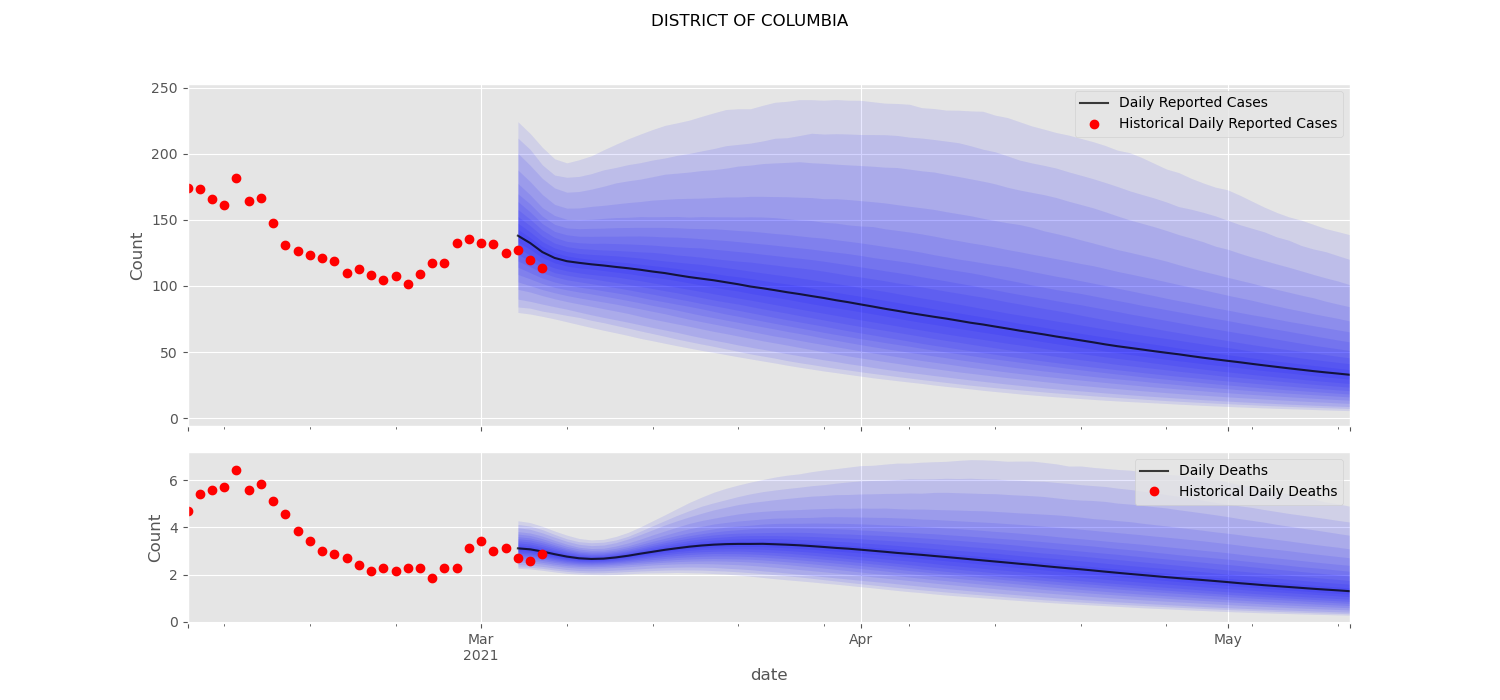 DISTRICT OF COLUMBIA
250
200
150
100
50
0
Count
Daily Reported Cases
Historical Daily Reported Cases
6
4
2
0
Count
Daily Deaths
Historical Daily Deaths
Mar
2021
Apr
May
date